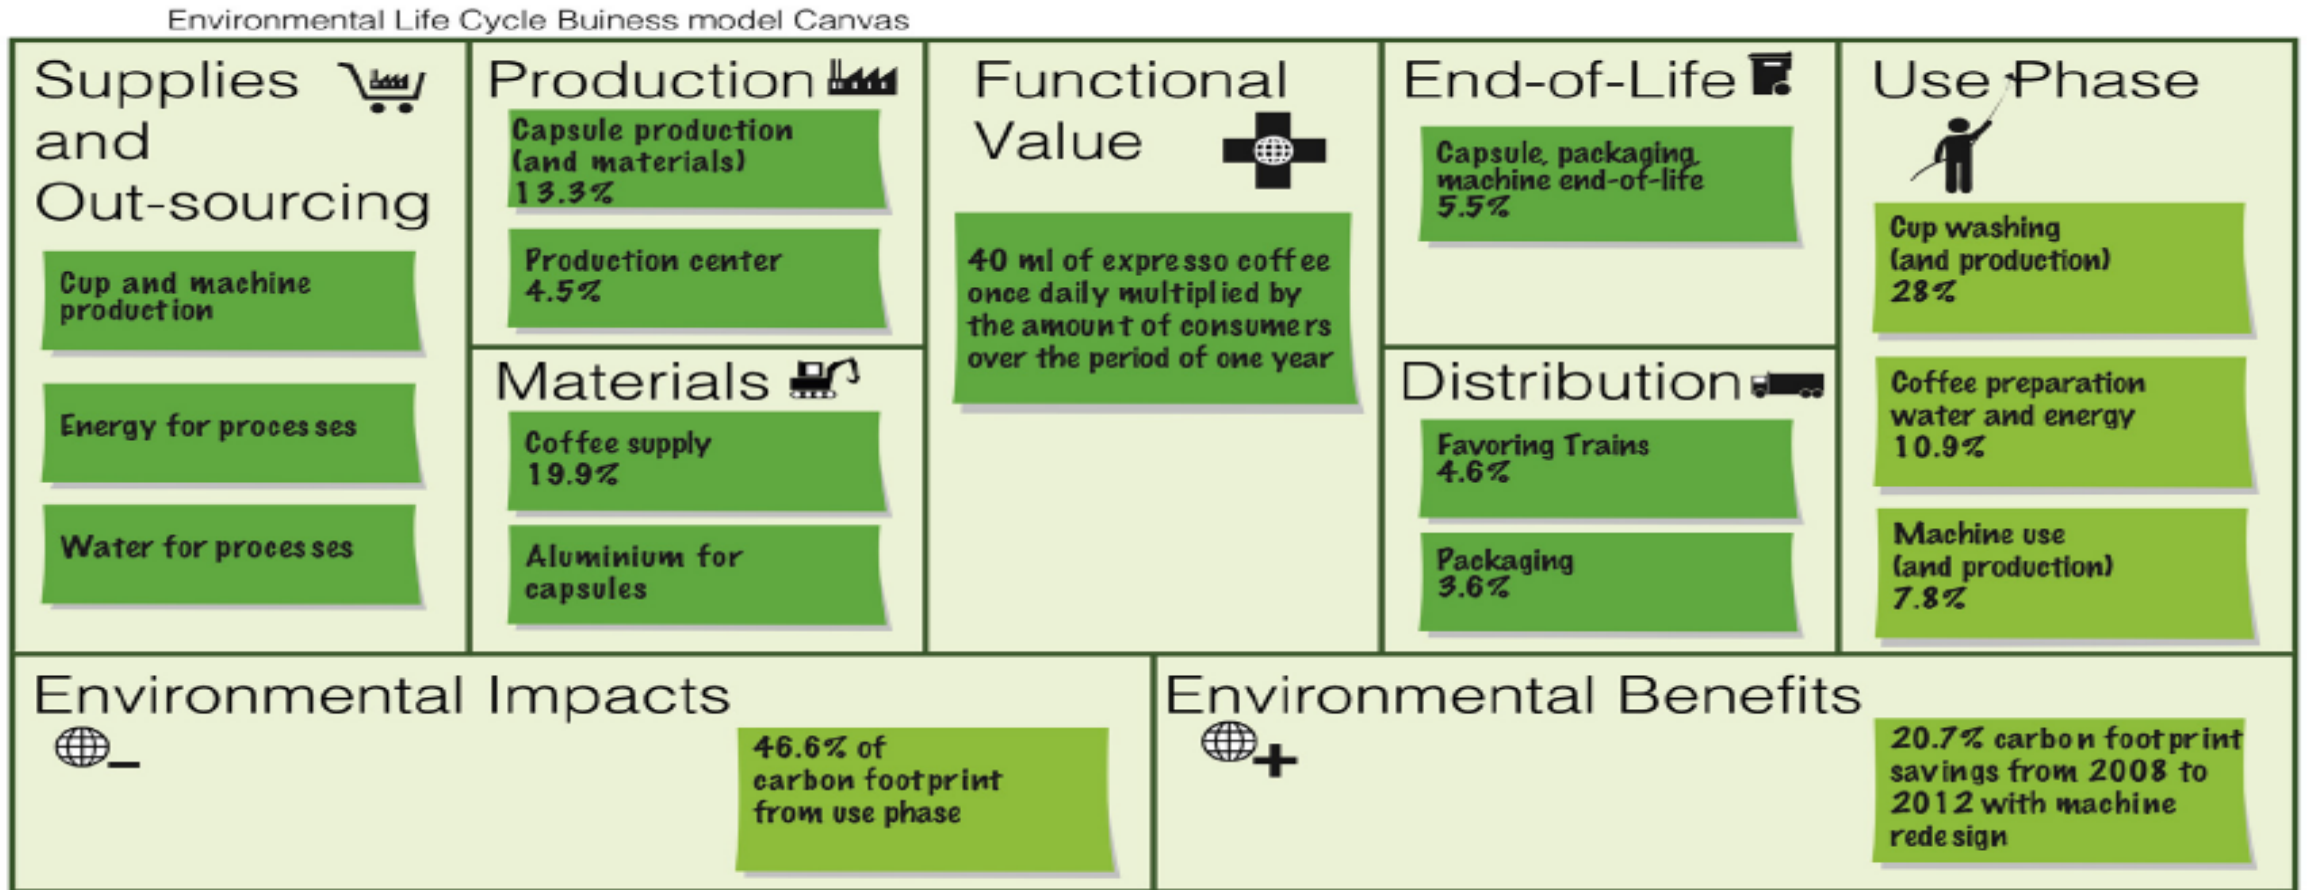 Environmental Life Cycle Buiness model Canvas
Supplies
and
Out-sourcing
Cup and machine
production
Energy for processes
Water for processes
Production
Capsule production
(and materials)
13.3%
Production center
4.5%
Materials
Coffee supply
19.9%
Aluminium for
capsules
Functional
Value
40 ml of expresso coffee
once daily multiplied by
the amount of consumers
over the period of one year
End-of-Life
Capsule, packaging,
machine end-of-life
5.5%
Distribution
Favoring Trains
4.6%
Packaging
3.6%
Use Phase
Cup washing
(and production)
28%
Coffee preparation
water and energy
10.9%
Machine use
(and production)
7.8%
Environmental Impacts
46.6% of
carbon footprint
from use phase
Environmental Benefits
20.7% carbon footprint
savings from 2008 to
2012 with machine
redesign